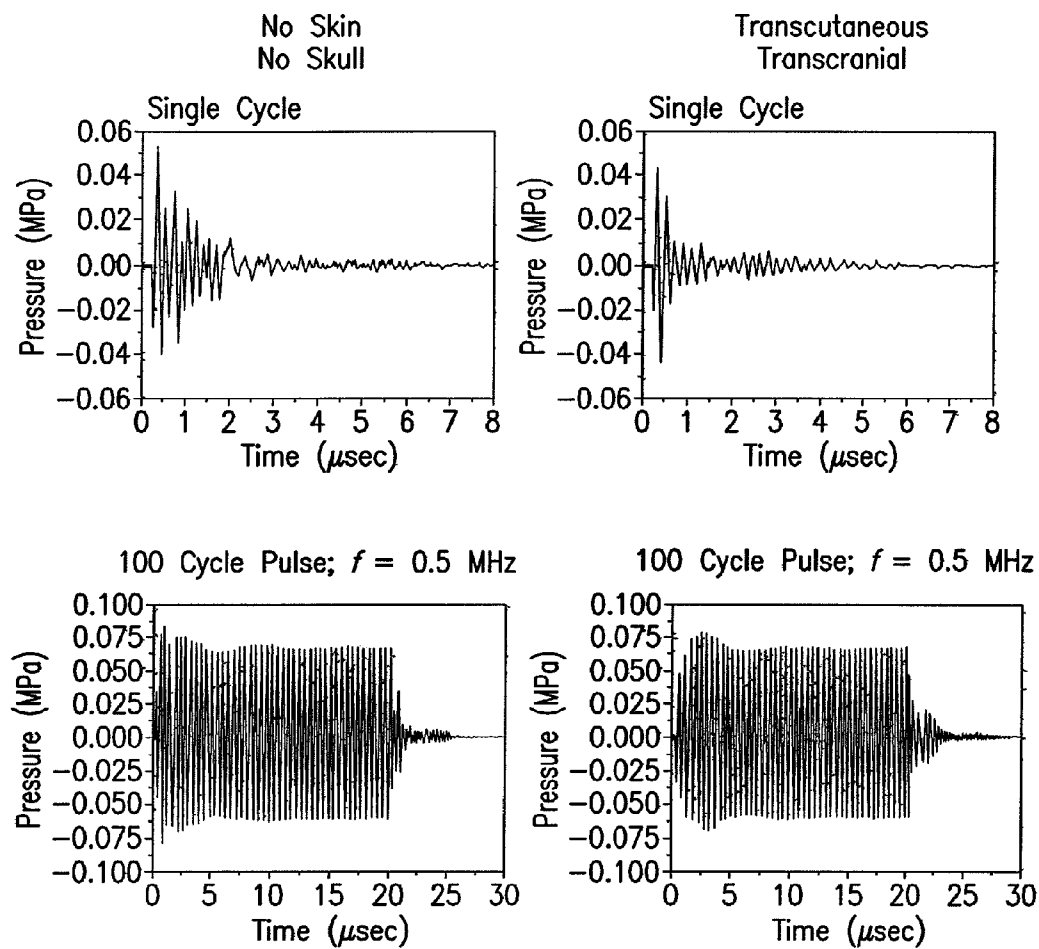 No Skin
No Skull
Transcutaneous
Transcranial
Single Cycle
0.06
0.04
0.02
0.00
−0.02
−0.04
−0.06
Pressure (MPa)
0 1 2 3 4 5 6 7 8
Time (μsec)
Single Cycle
0.06
0.04
0.02
0.00
−0.02
−0.04
−0.06
Pressure (MPa)
0 1 2 3 4 5 6 7 8
Time (μsec)
100 Cycle Pulse; f = 0.5 MHz
0.100
0.075
0.050
0.025
0.000
−0.025
−0.050
−0.075
−0.100
Pressure (MPa)
0 5 10 15 20 25 30
Time (μsec)
100 Cycle Pulse; f = 0.5 MHz
0.100
0.075
0.050
0.025
0.000
−0.025
−0.050
−0.075
−0.100
Pressure (MPa)
0 5 10 15 20 25 30
Time (μsec)